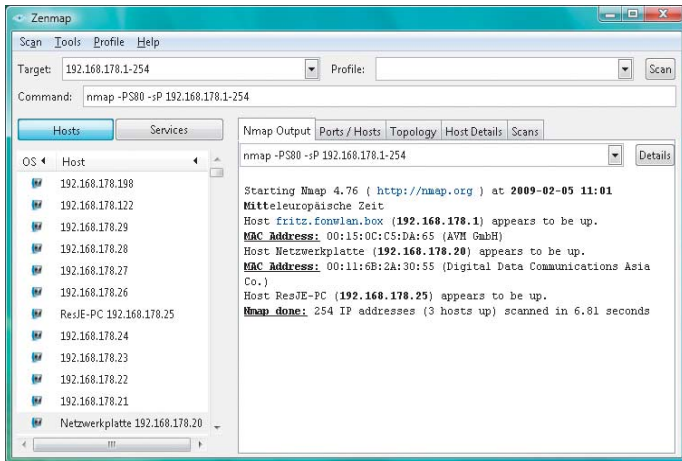 Zenmap
Scan Tools Profile Help
Target: 192.168.178.1-254 Profile: Scan
Command: nmap -PS80 -sP 192.168.178.1-254
Hosts Services
OS Host
192.168.178.198
192.168.178.122
192.168.178.29
192.168.178.28
192.168.178.27
192.168.178.26
ResJE-PC 192.168.178.25
192.168.178.24
192.168.178.23
192.168.178.22
192.168.178.21
Netzwerkplatte 192.168.178.20
Nmap Output Ports / Hosts Topology Host Details Scans
nmap -PS80 -sP 192.168.178.1-254 Details
Starting Nmap 4.76 ( http://nmap.org ) at 2009-02-05 11:01
Mitteleuropäische Zeit
Host fritz.fonwlan.box (192.168.178.1) appears to be up.
MAC Address: 00:15:0C:C5:DA:65 (AVM GmbH)
Host Netzwerkplatte (192.168.178.20) appears to be up.
MAC Address: 00:11:6B:2A:30:55 (Digital Data Communications Asia
Co.)
Host ResJE-PC (192.168.178.25) appears to be up.
Nmap done: 254 IP addresses (3 hosts up) scanned in 6.81 seconds